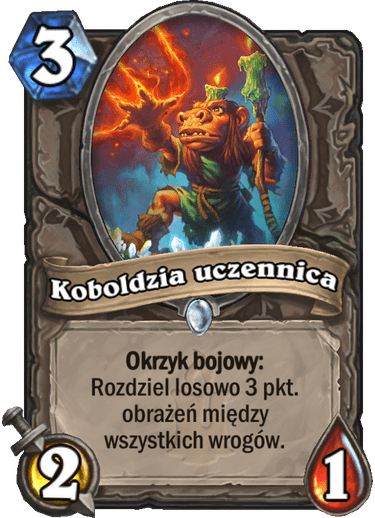 3
Koboldzia uczennica
Okrzyk bojowy:
Rozdziel losowo 3 pkt.
obrażeń między
wszystkich wrogów.
2
1